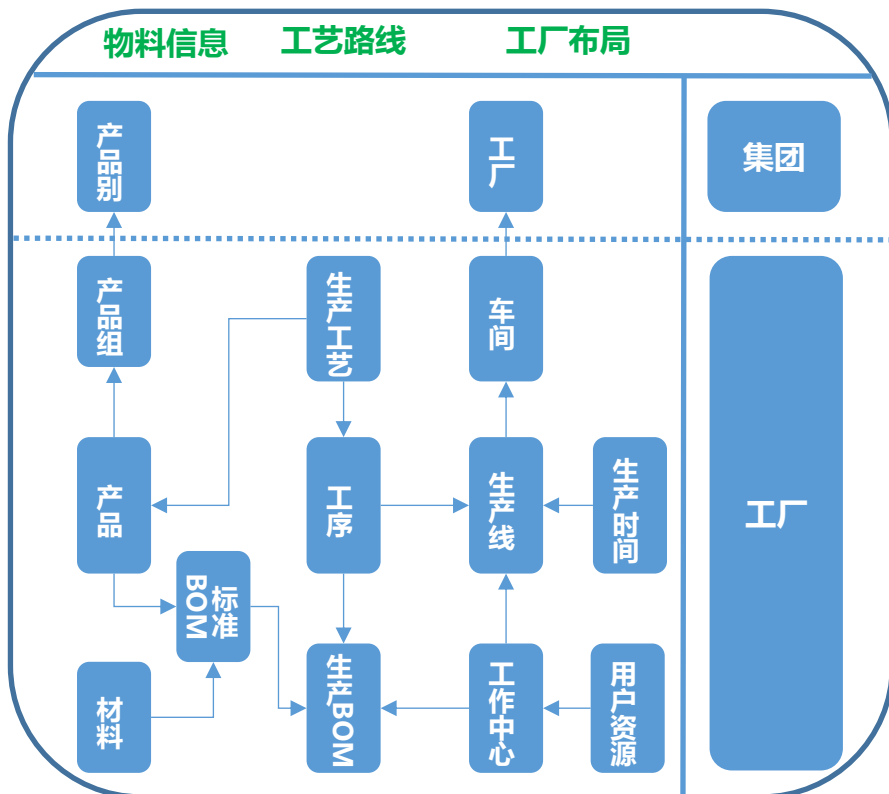 物料信息
工艺路线
工厂布局
产品别
工厂
集团
产品组
生产工艺
车间
产品
工序
生产线
生产时间
工厂
标准
BOM
材料
生产BOM
工作中心
用户资源